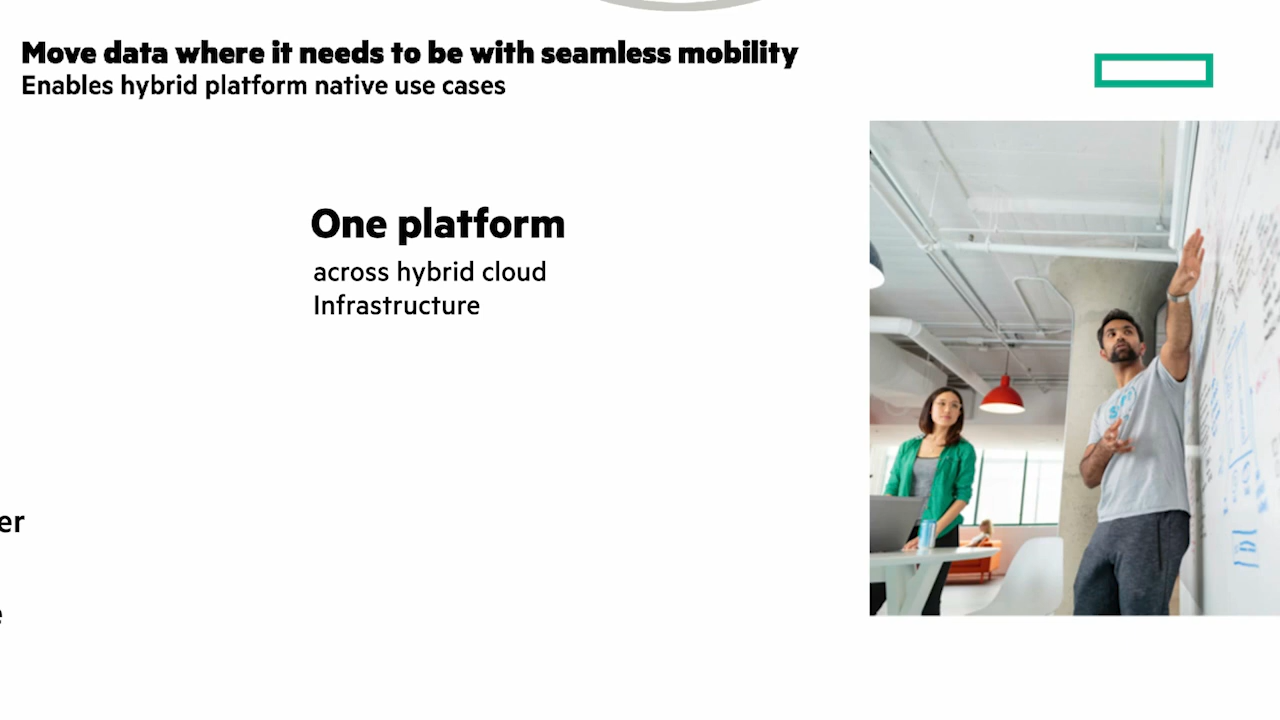 Move data where it needs to be with seamless mobility
Enables hybrid platform native use cases
One platform
across hybrid cloud
Infrastructure
er
e